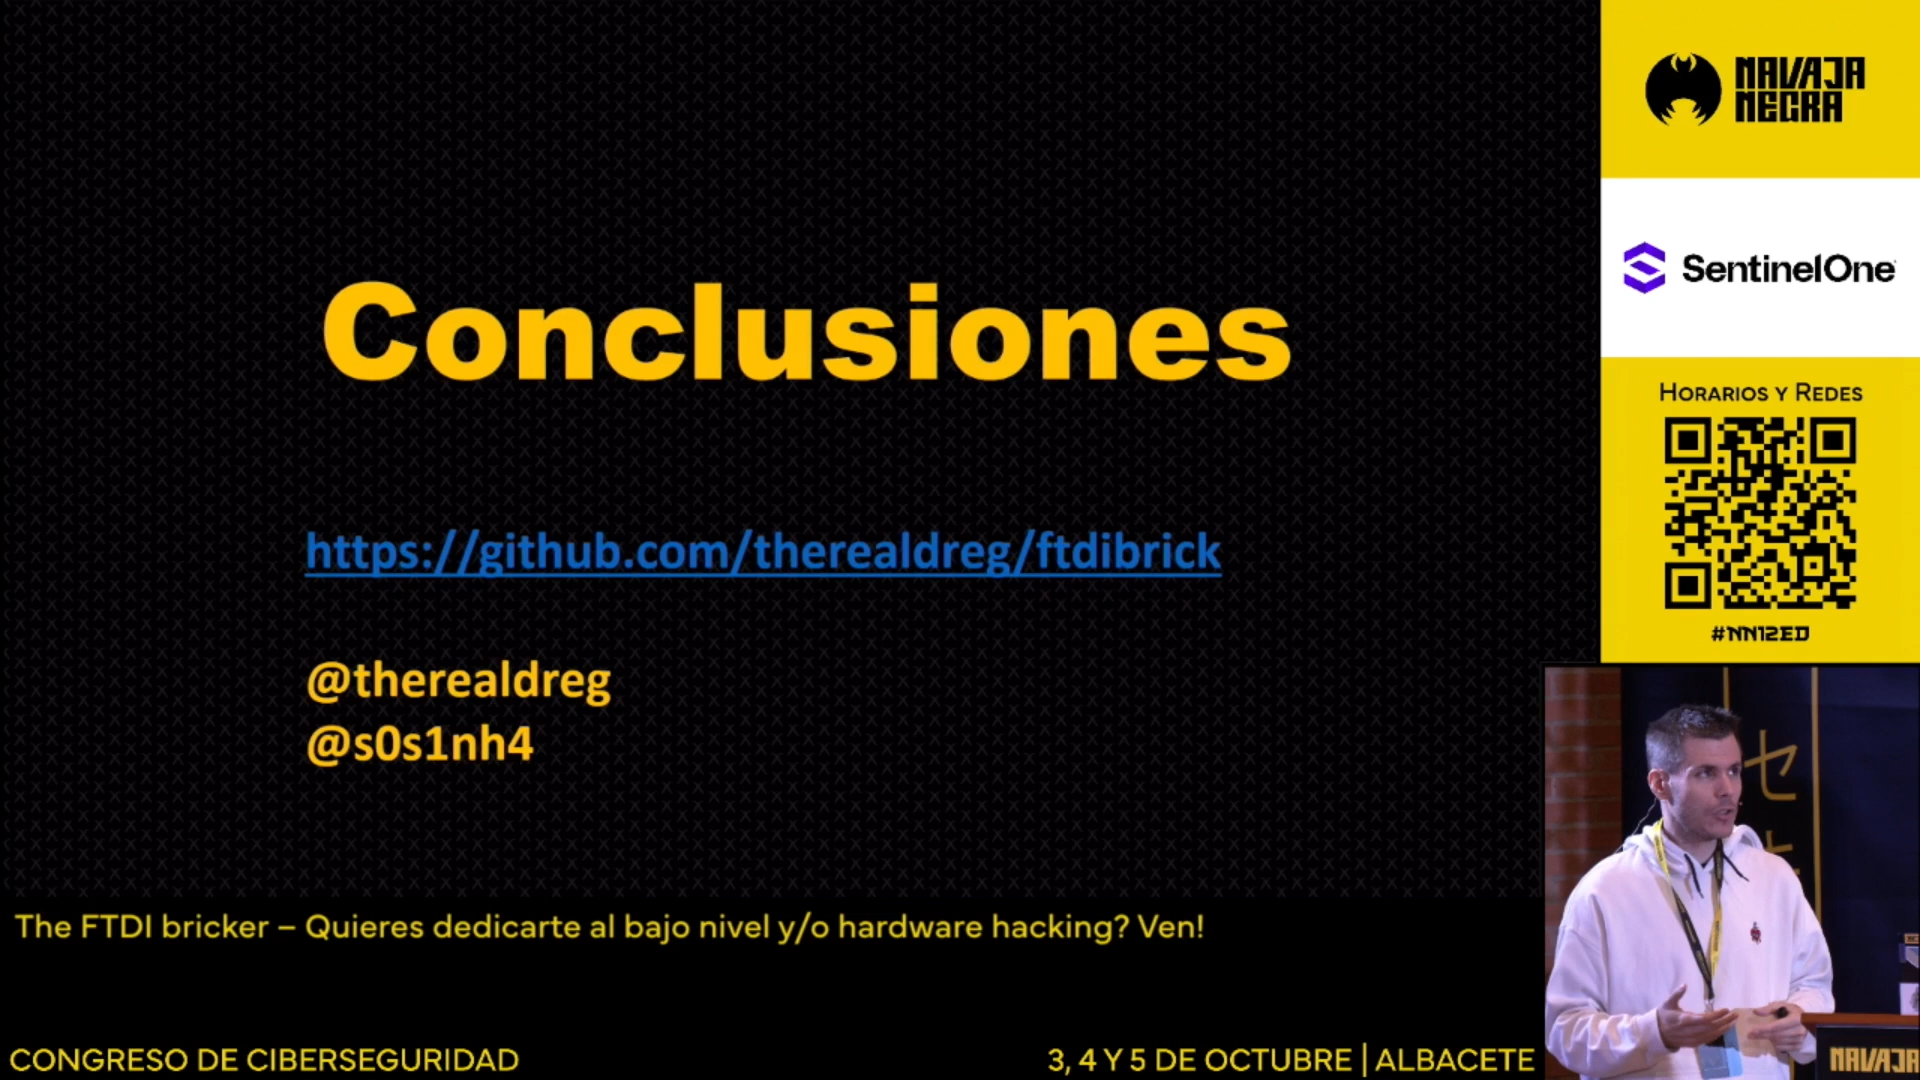 Conclusiones
https://github.com/therealdreg/ftdibrick
@therealdreg
@s0s1nh4
NAVAJA
NEGRA
SentinelOne
HORARIOS Y REDES
#NN12ED
セ
The FTDI bricker – Quieres dedicarte al bajo nivel y/o hardware hacking? Ven!
CONGRESO DE CIBERSEGURIDAD
3, 4 Y 5 DE OCTUBRE | ALBACETE
NAVAJA